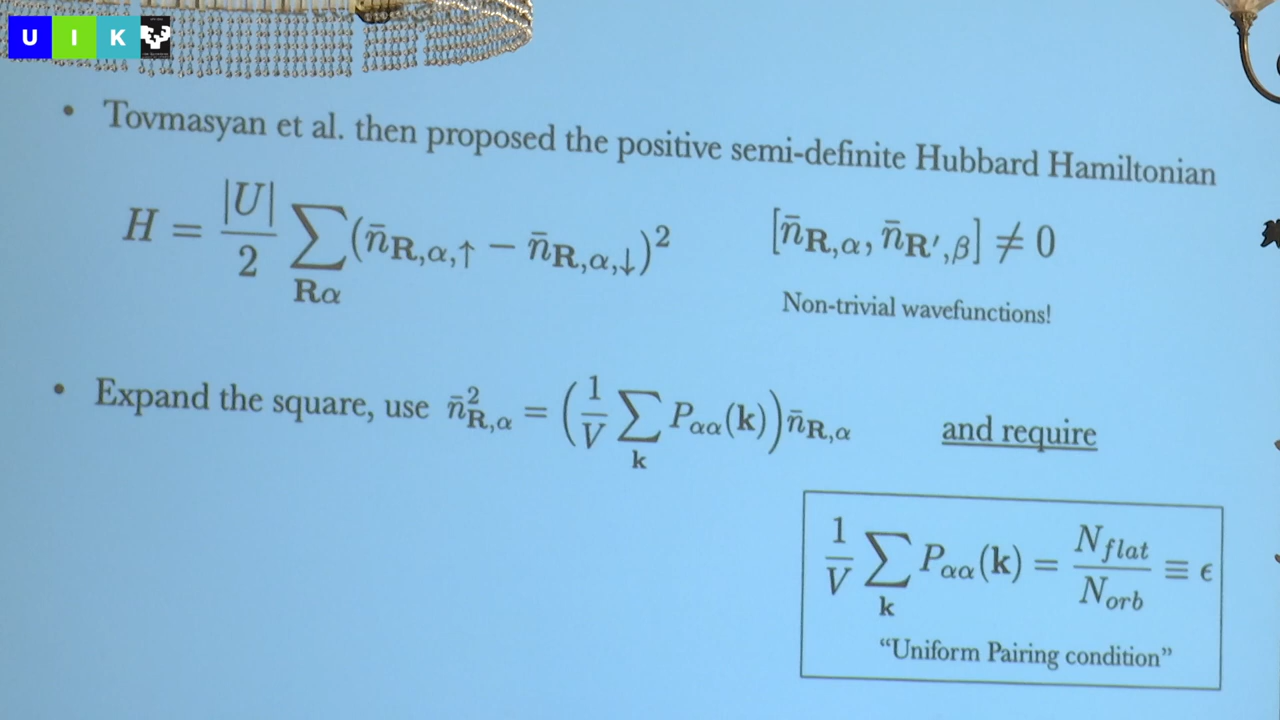 UIK
• Tovmasyan et al. then proposed the positive semi-definite Hubbard Hamiltonian
H = |U|/2 ∑_{Rα} (n̄_{R,α,↑} − n̄_{R,α,↓})² [n̄_{R,α}, n̄_{R′,β}] ≠ 0
Non-trivial wavefunctions!
• Expand the square, use n̄²_{R,α} = (1/V ∑_k P_{αα}(k)) n̄_{R,α} and require
1/V ∑_k P_{αα}(k) = N_{flat}/N_{orb} ≡ ϵ
“Uniform Pairing condition”